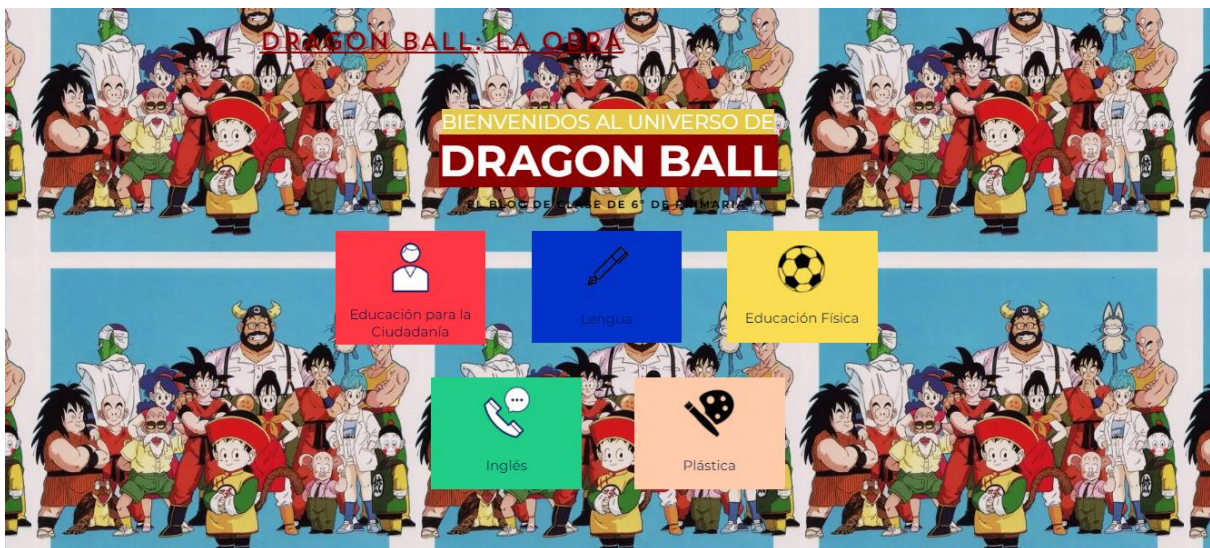 DRAGON BALL: LA OBRA
BIENVENIDOS AL UNIVERSO DE
DRAGON BALL
EL BLOG DE CLASE DE 6º DE PRIMARIA
Educación para la
Ciudadanía
Lengua
Educación Física
Inglés
Plástica